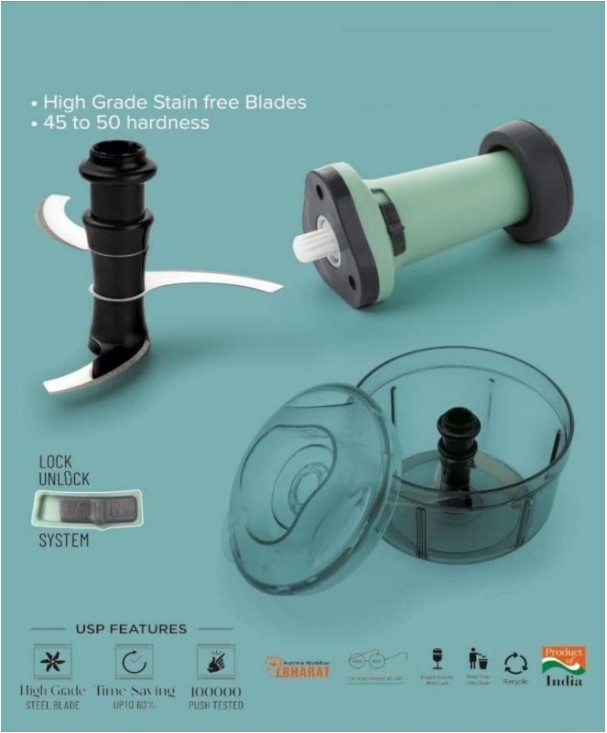 • High Grade Stain free Blades
• 45 to 50 hardness
LOCK
UNLOCK
SYSTEM
USP FEATURES
High Grade
STEEL BLADE
Time Saving
UPTO 60%
100000
PUSH TESTED
Aatma Nirbhar
BHARAT
Recycle
Product
of
India